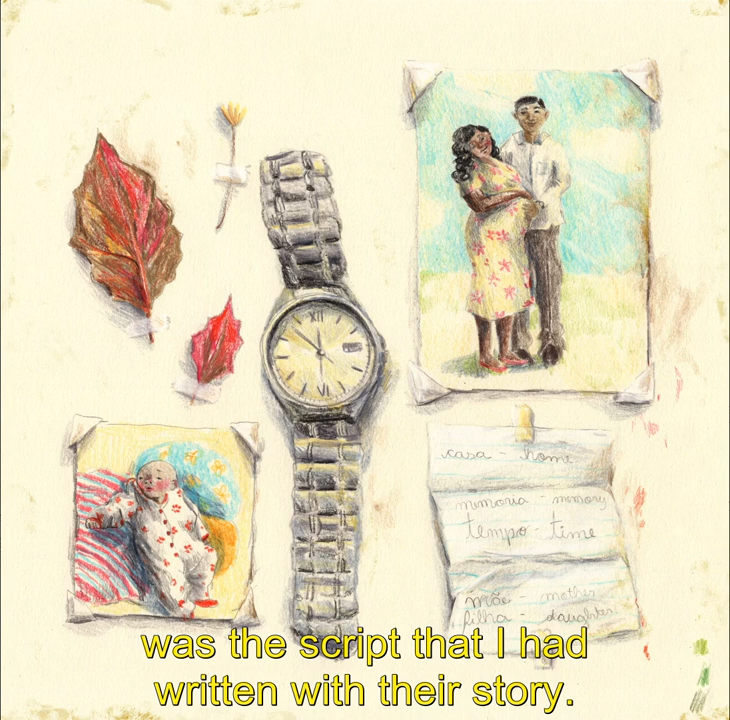 casa - home
memoria - memory
tempo - time
mãe - mother
filha - daughter
was the script that I had
written with their story.